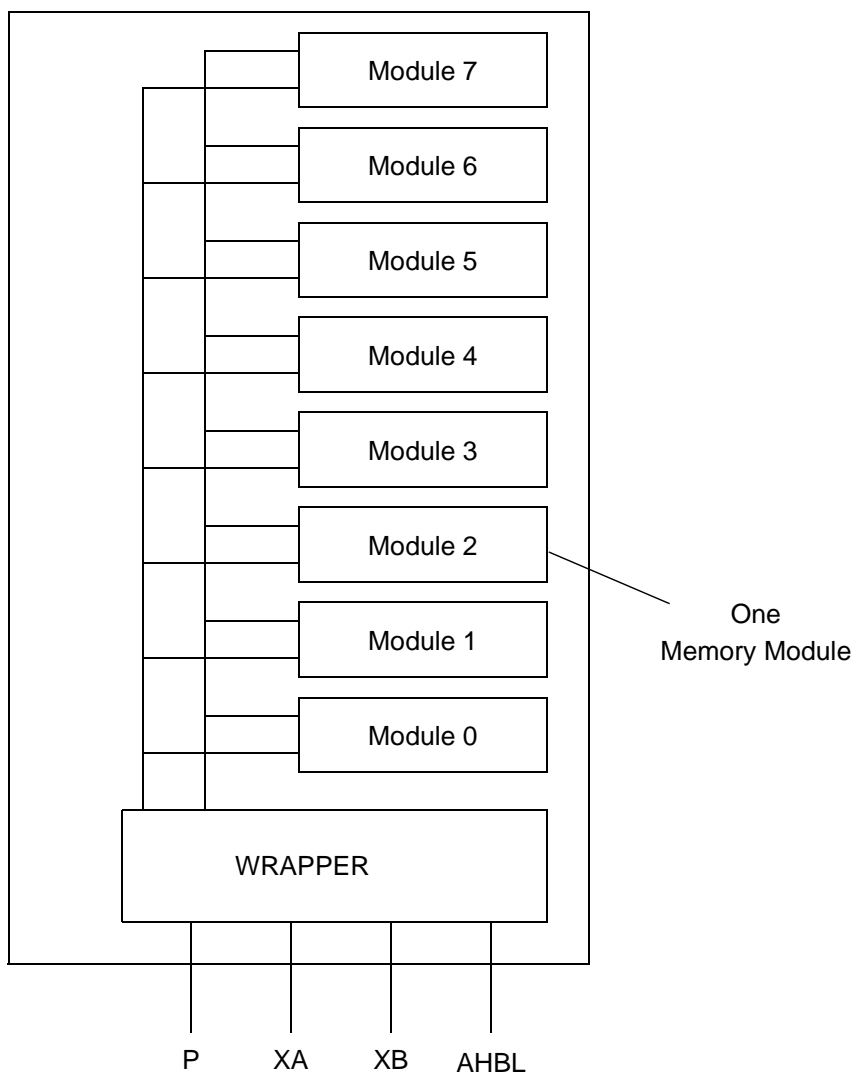 Module 7
Module 6
Module 5
Module 4
Module 3
Module 2
One
Memory Module
Module 1
Module 0
WRAPPER
P XA XB AHBL